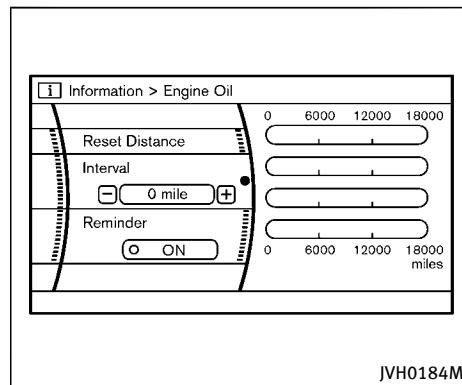 i Information > Engine Oil
0 6000 12000 18000
Reset Distance
Interval
− 0 mile +
Reminder
ON
0 6000 12000 18000
miles
JVH0184M